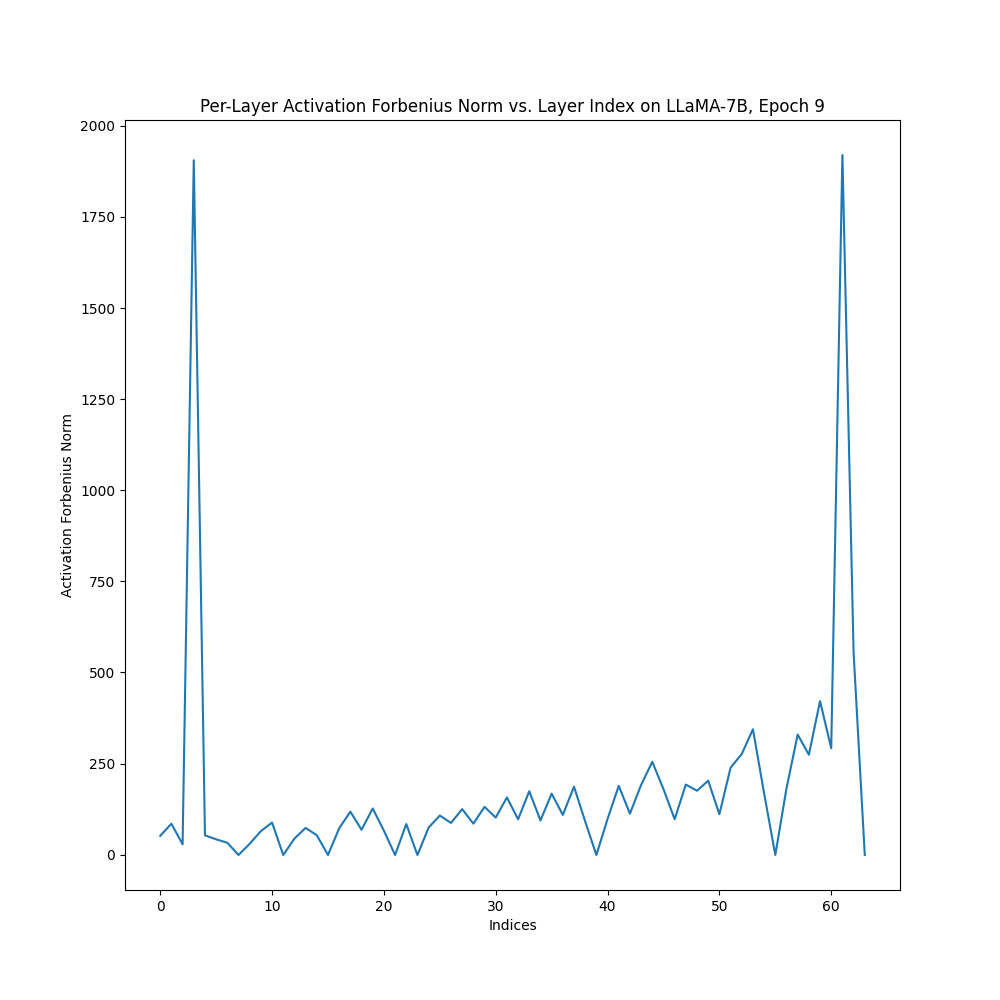 Per-Layer Activation Forbenius Norm vs. Layer Index on LLaMA-7B, Epoch 9
2000
1750
1500
1250
1000
750
500
250
0
Activation Forbenius Norm
0 10 20 30 40 50 60
Indices